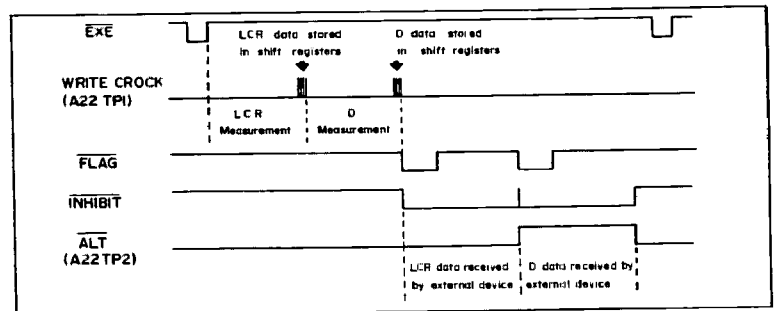 EXE
LCR data stored
in shift registers
D data stored
in shift registers
WRITE CROCK
(A22 TP1)
LCR
Measurement
D
Measurement
FLAG
INHIBIT
ALT
(A22TP2)
LCR data received
by external device
D data received by
external device